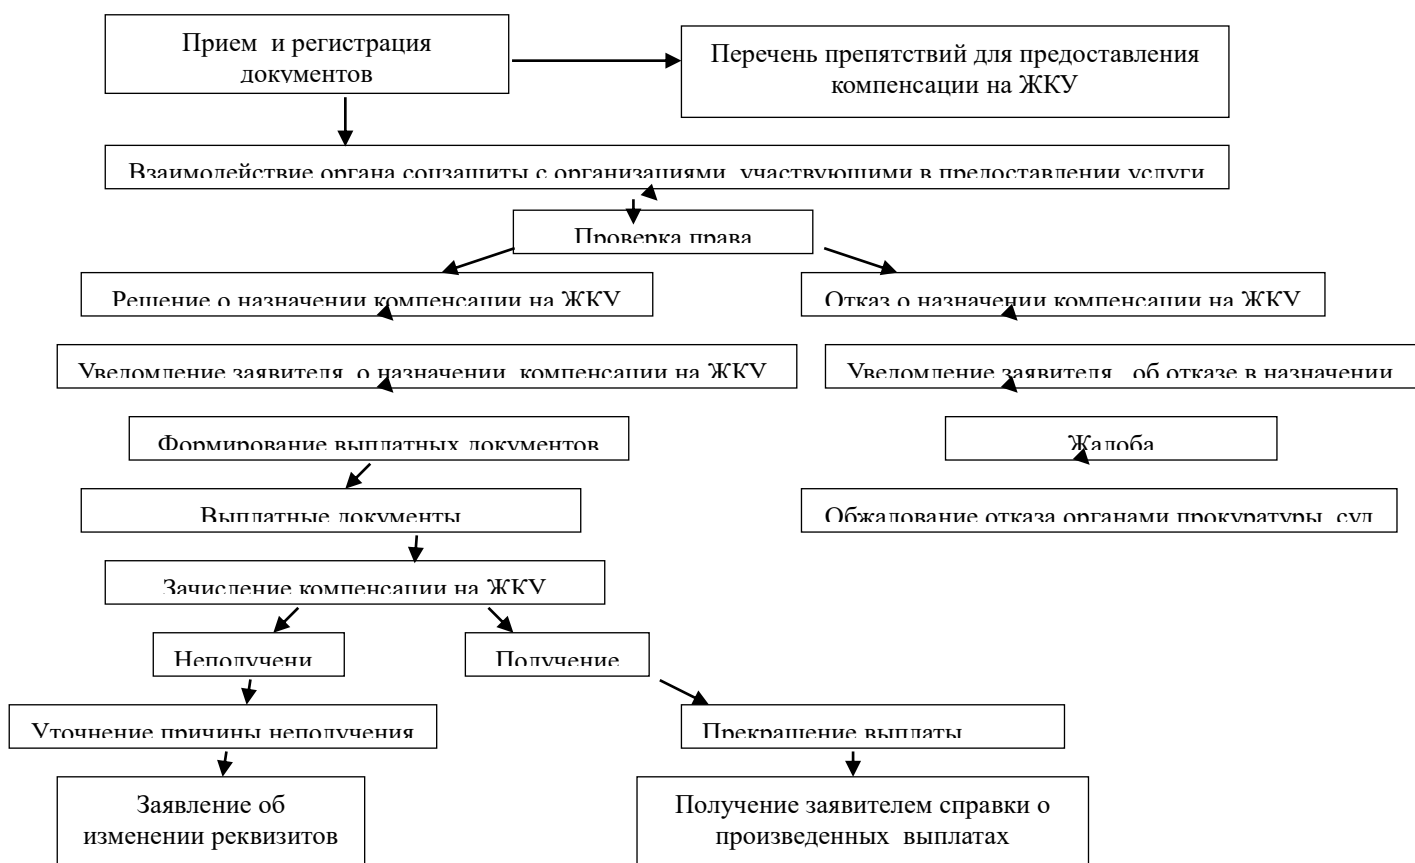 Прием и регистрация
документов
Перечень препятствий для предоставления
компенсации на ЖКУ
Взаимодействие органа соцзащиты с организациями, участвующими в предоставлении услуги
Проверка права
Решение о назначении компенсации на ЖКУ
Отказ о назначении компенсации на ЖКУ
Уведомление заявителя о назначении компенсации на ЖКУ
Уведомление заявителя об отказе в назначении
Формирование выплатных документов
Жалоба
Выплатные документы
Обжалование отказа органами прокуратуры, суд
Зачисление компенсации на ЖКУ
Неполучени
Получение
Уточнение причины неполучения
Прекращение выплаты
Заявление об
изменении реквизитов
Получение заявителем справки о
произведенных выплатах